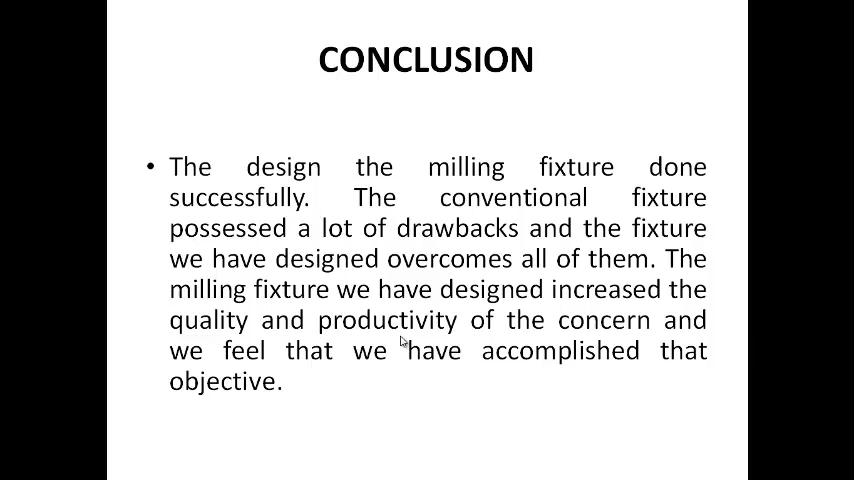 CONCLUSION
• The design the milling fixture done
successfully. The conventional fixture
possessed a lot of drawbacks and the fixture
we have designed overcomes all of them. The
milling fixture we have designed increased the
quality and productivity of the concern and
we feel that we have accomplished that
objective.